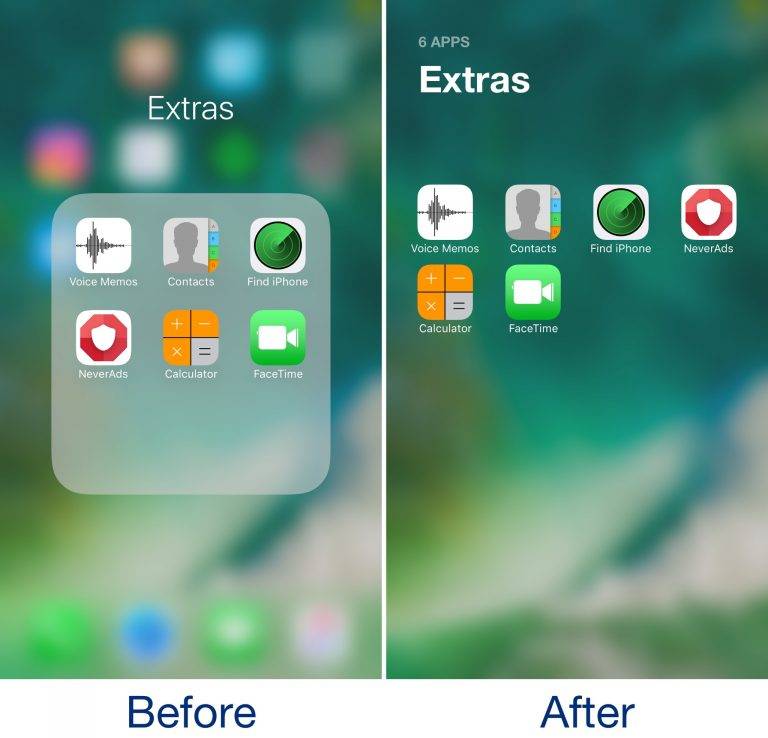 Extras
Voice Memos Contacts Find iPhone
NeverAds Calculator FaceTime
6 APPS
Extras
Voice Memos Contacts Find iPhone NeverAds
Calculator FaceTime
Before After